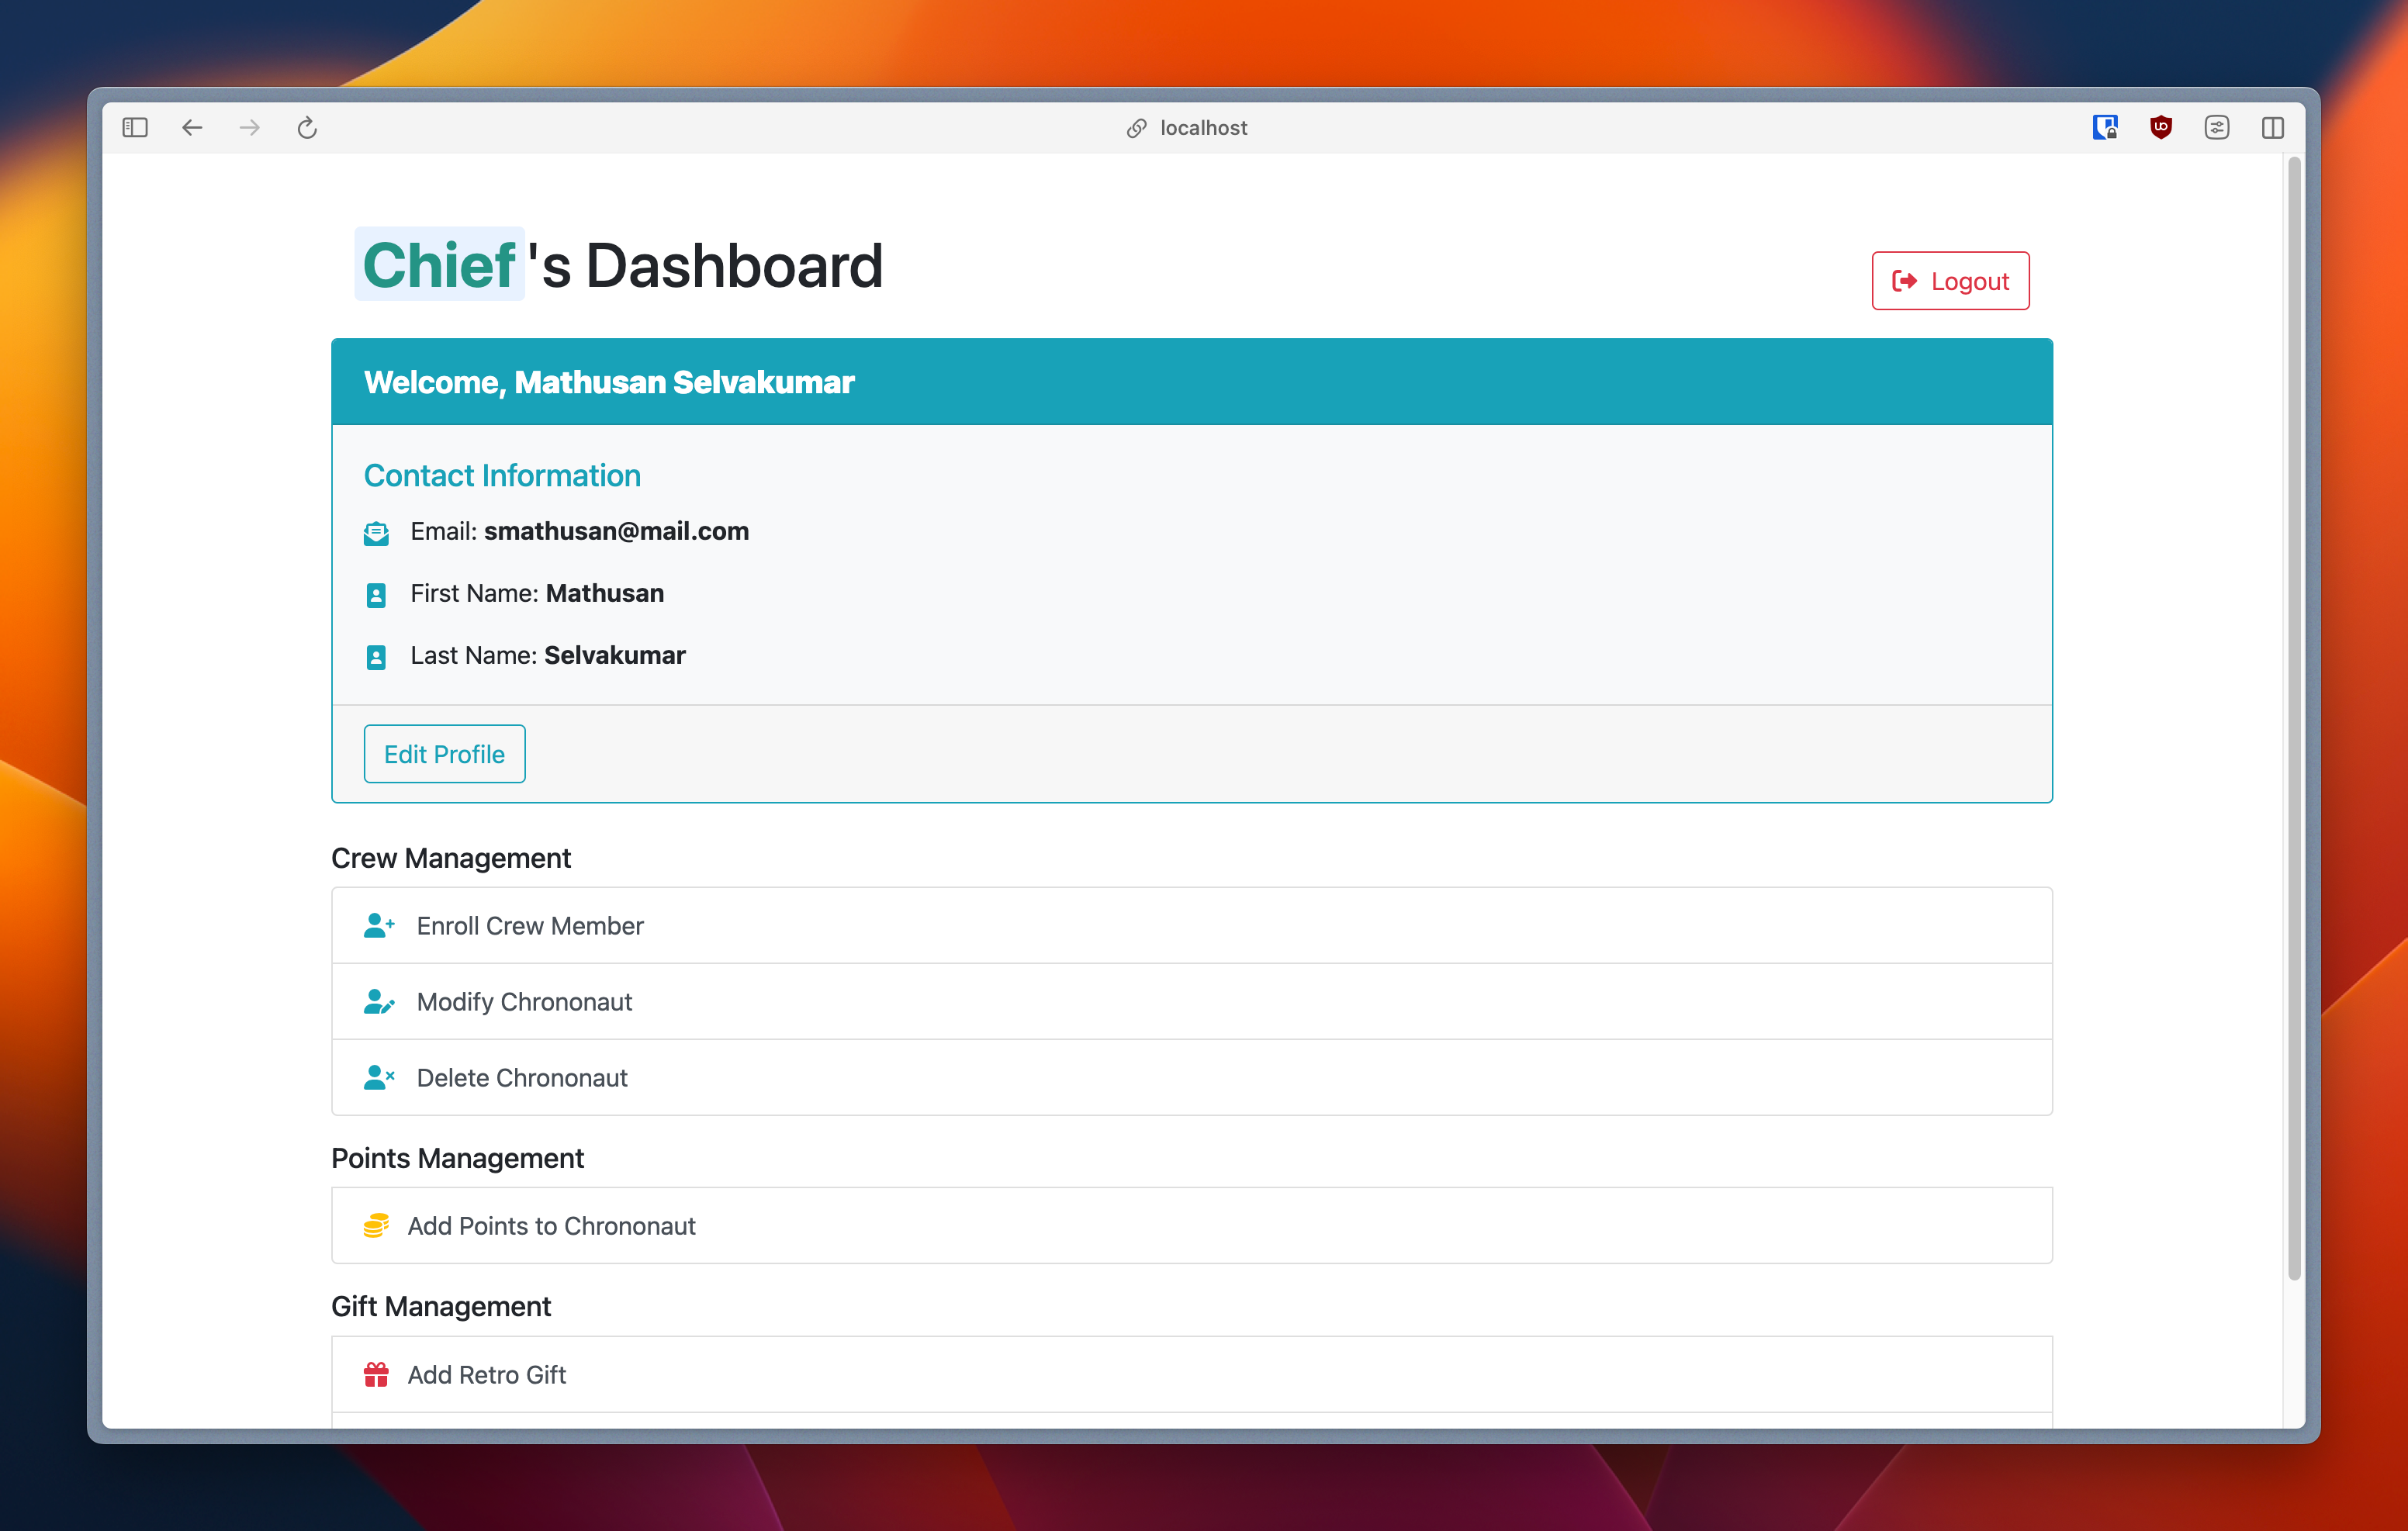 localhost
Chief's Dashboard
Logout
Welcome, Mathusan Selvakumar
Contact Information
Email: smathusan@mail.com
First Name: Mathusan
Last Name: Selvakumar
Edit Profile
Crew Management
Enroll Crew Member
Modify Chrononaut
Delete Chrononaut
Points Management
Add Points to Chrononaut
Gift Management
Add Retro Gift